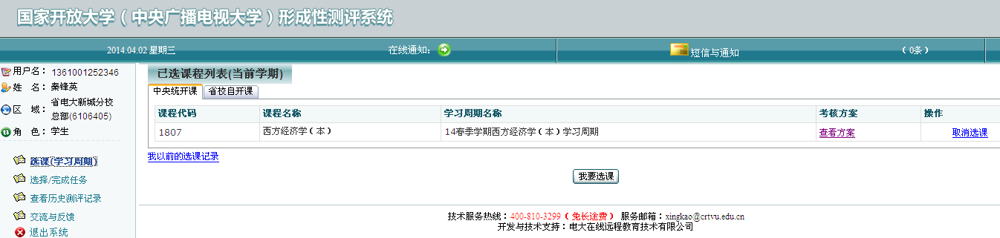 国家开放大学（中央广播电视大学）形成性测评系统
2014.04.02 星期三 在线通知： 短信与通知 （0条）
用户名： 1361001252346
姓 名： 秦锋英
区 域： 省电大新城分校
总部(6106405)
角 色： 学生
选课(学习周期)
选择/完成任务
查看历史测评记录
交流与反馈
退出系统
已选课程列表(当前学期)
中央统开课 省校自开课
课程代码 课程名称 学习周期名称 考核方案 操作
1807 西方经济学（本） 14春季学期西方经济学（本）学习周期 查看方案 取消选课
我以前的选课记录
我要选课
技术服务热线：400-810-3299（免长途费） 服务邮箱：xingkao@crtvu.edu.cn
开发与技术支持：电大在线远程教育技术有限公司